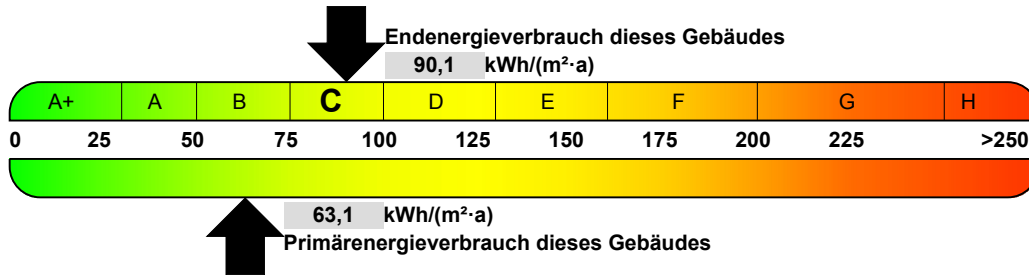 Endenergieverbrauch dieses Gebäudes
90,1 kWh/(m²·a)
A+ A B C D E F G H
0 25 50 75 100 125 150 175 200 225 >250
63,1 kWh/(m²·a)
Primärenergieverbrauch dieses Gebäudes